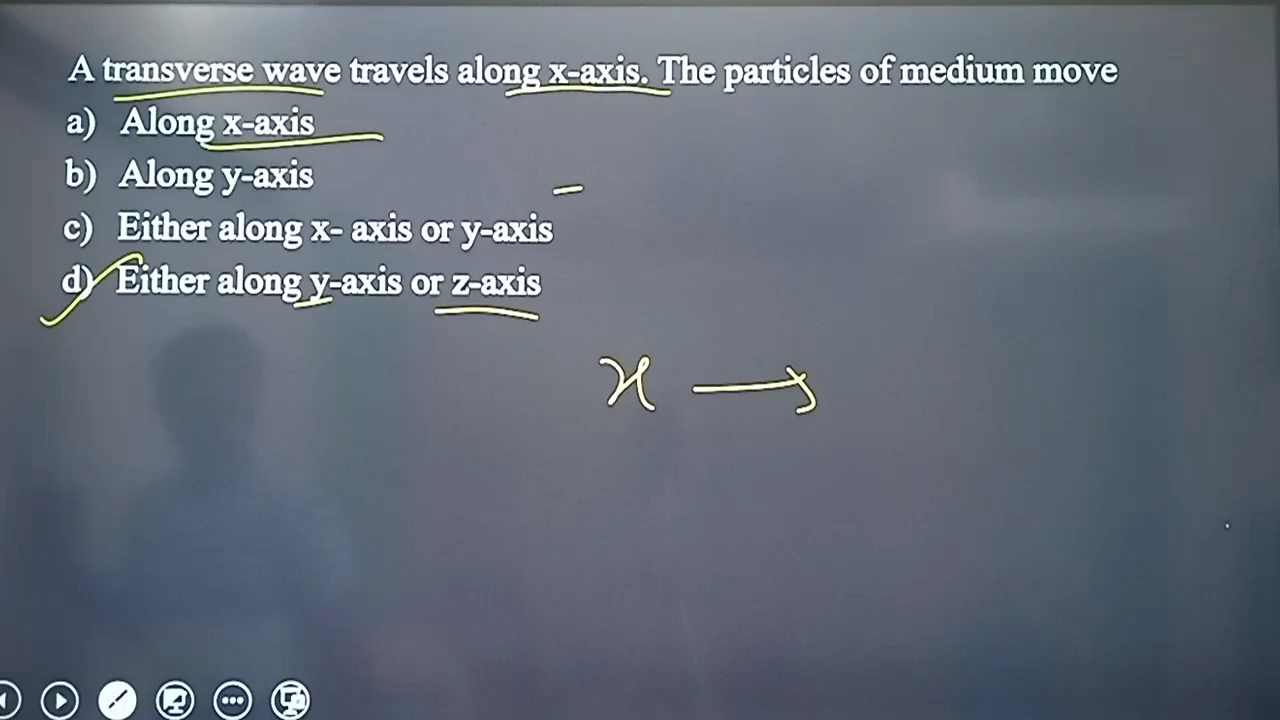 A transverse wave travels along x-axis. The particles of medium move
a) Along x-axis
b) Along y-axis
c) Either along x- axis or y-axis
d) Either along y-axis or z-axis
x →